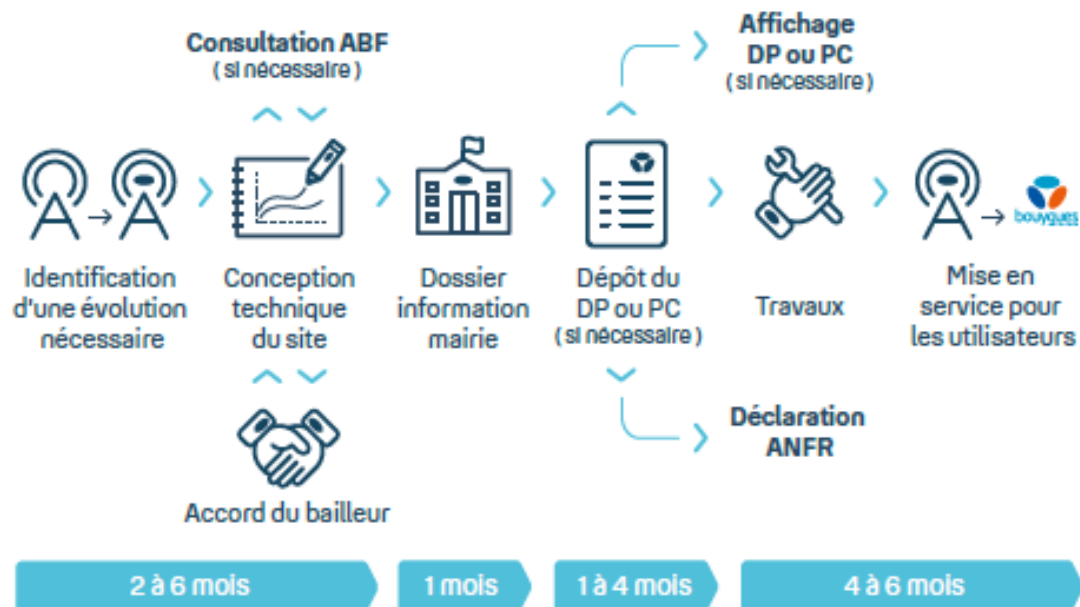 Consultation ABF
( si nécessaire )
Affichage
DP ou PC
( si nécessaire )
bouygues
Identification
d'une évolution
nécessaire
Conception
technique
du site
Dossier
information
mairie
Dépôt du
DP ou PC
( si nécessaire )
Travaux
Mise en
service pour
les utilisateurs
Déclaration
ANFR
Accord du bailleur
2 à 6 mois
1 mois
1 à 4 mois
4 à 6 mois